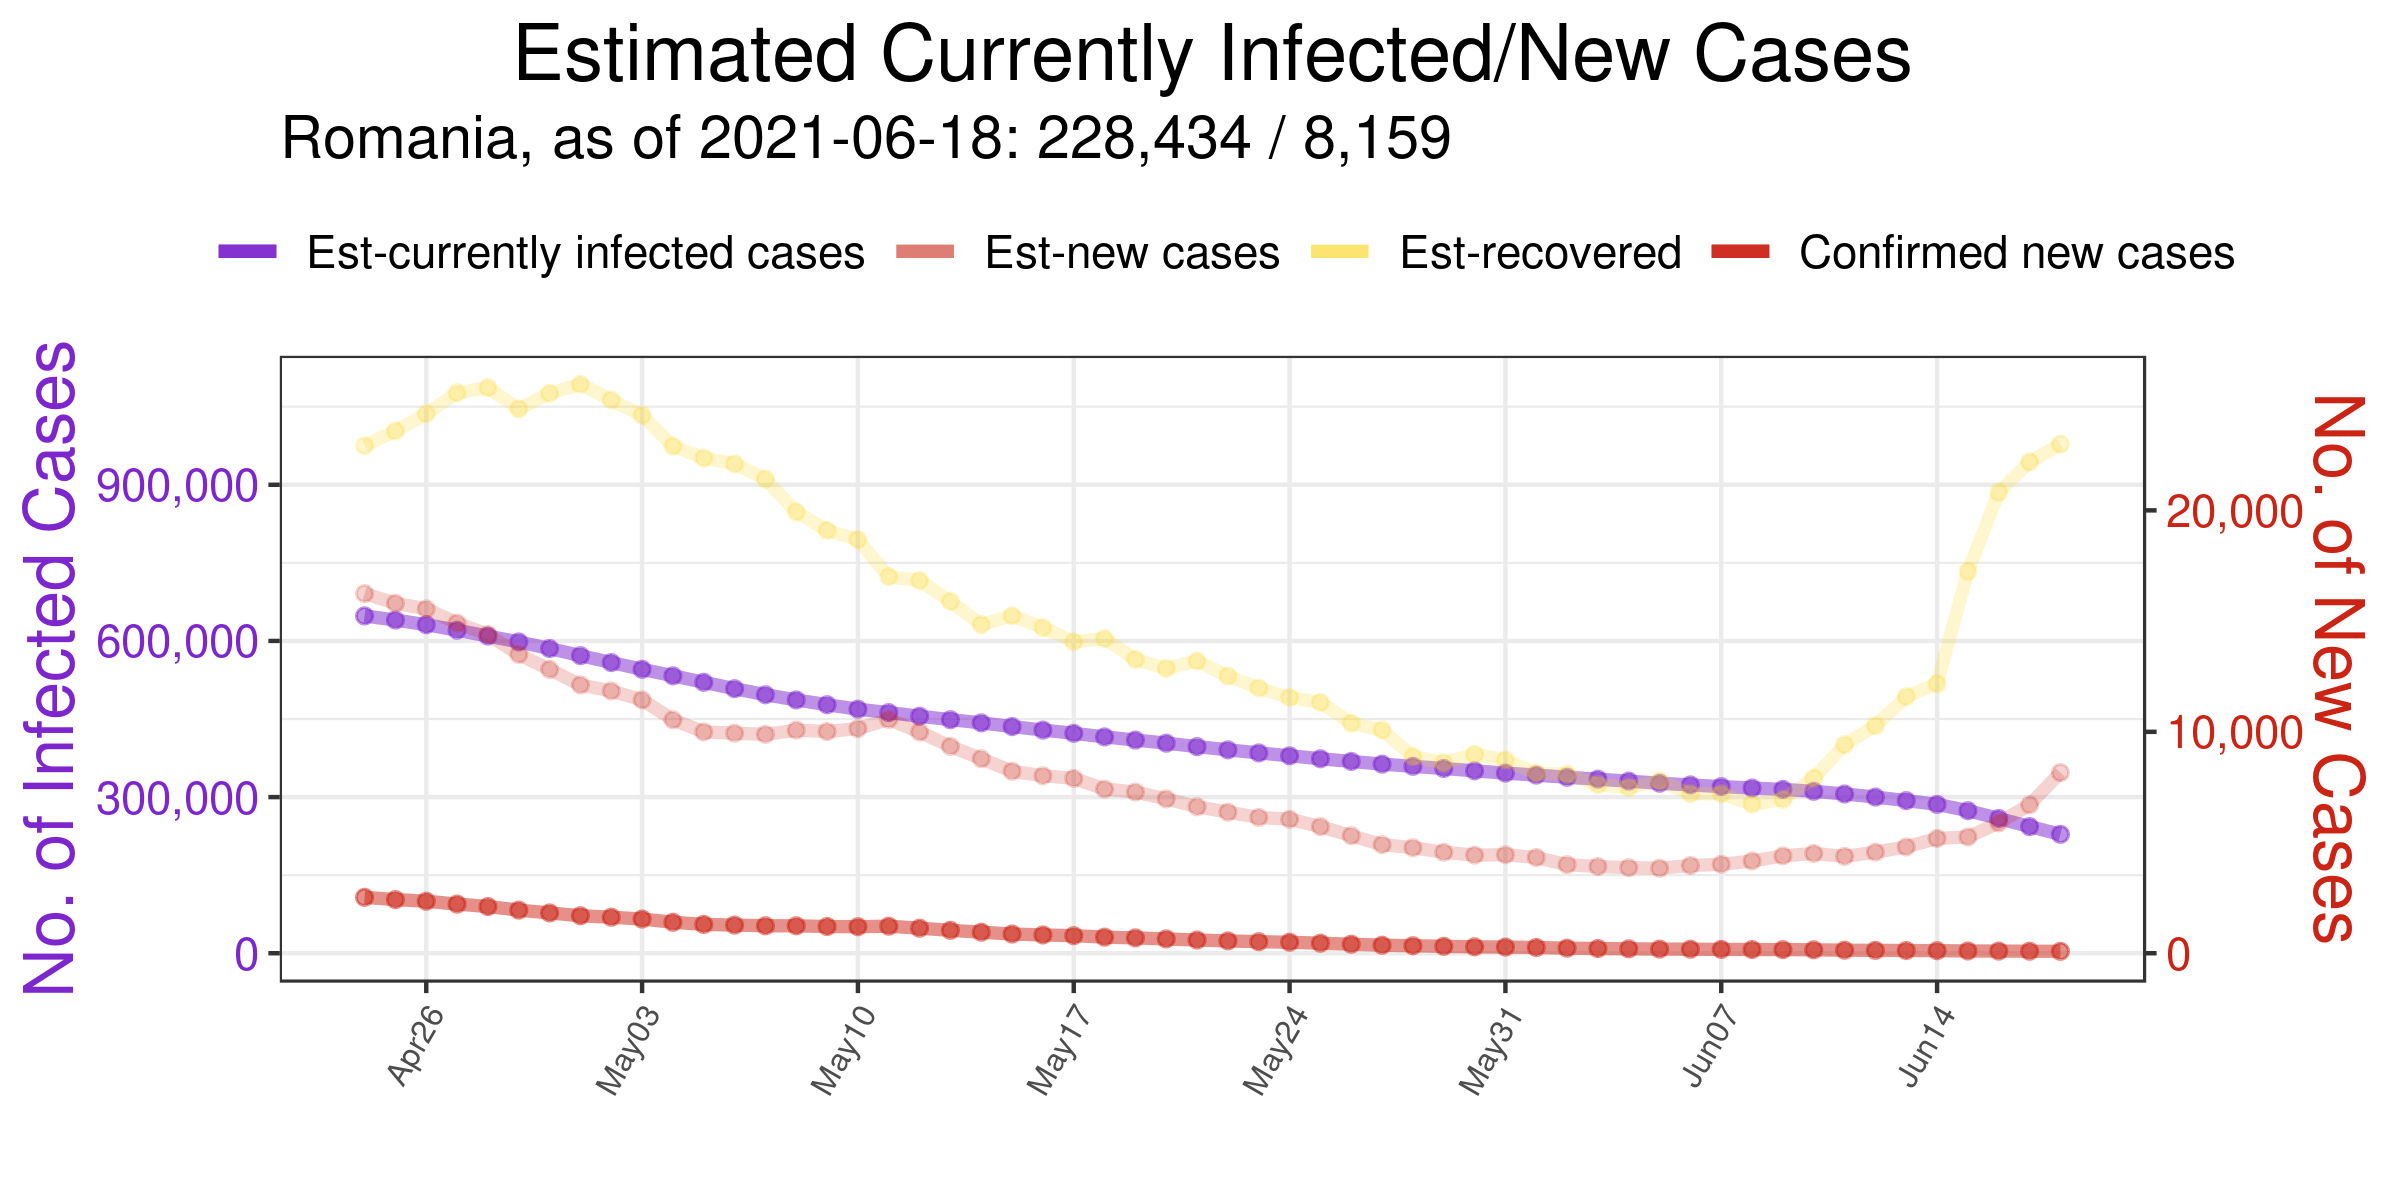 Estimated Currently Infected/New Cases
Romania, as of 2021-06-18: 228,434 / 8,159
Est-currently infected cases Est-new cases Est-recovered Confirmed new cases
No. of Infected Cases
900,000
600,000
300,000
0
20,000
10,000
0
No. of New Cases
Apr26 May03 May10 May17 May24 May31 Jun07 Jun14